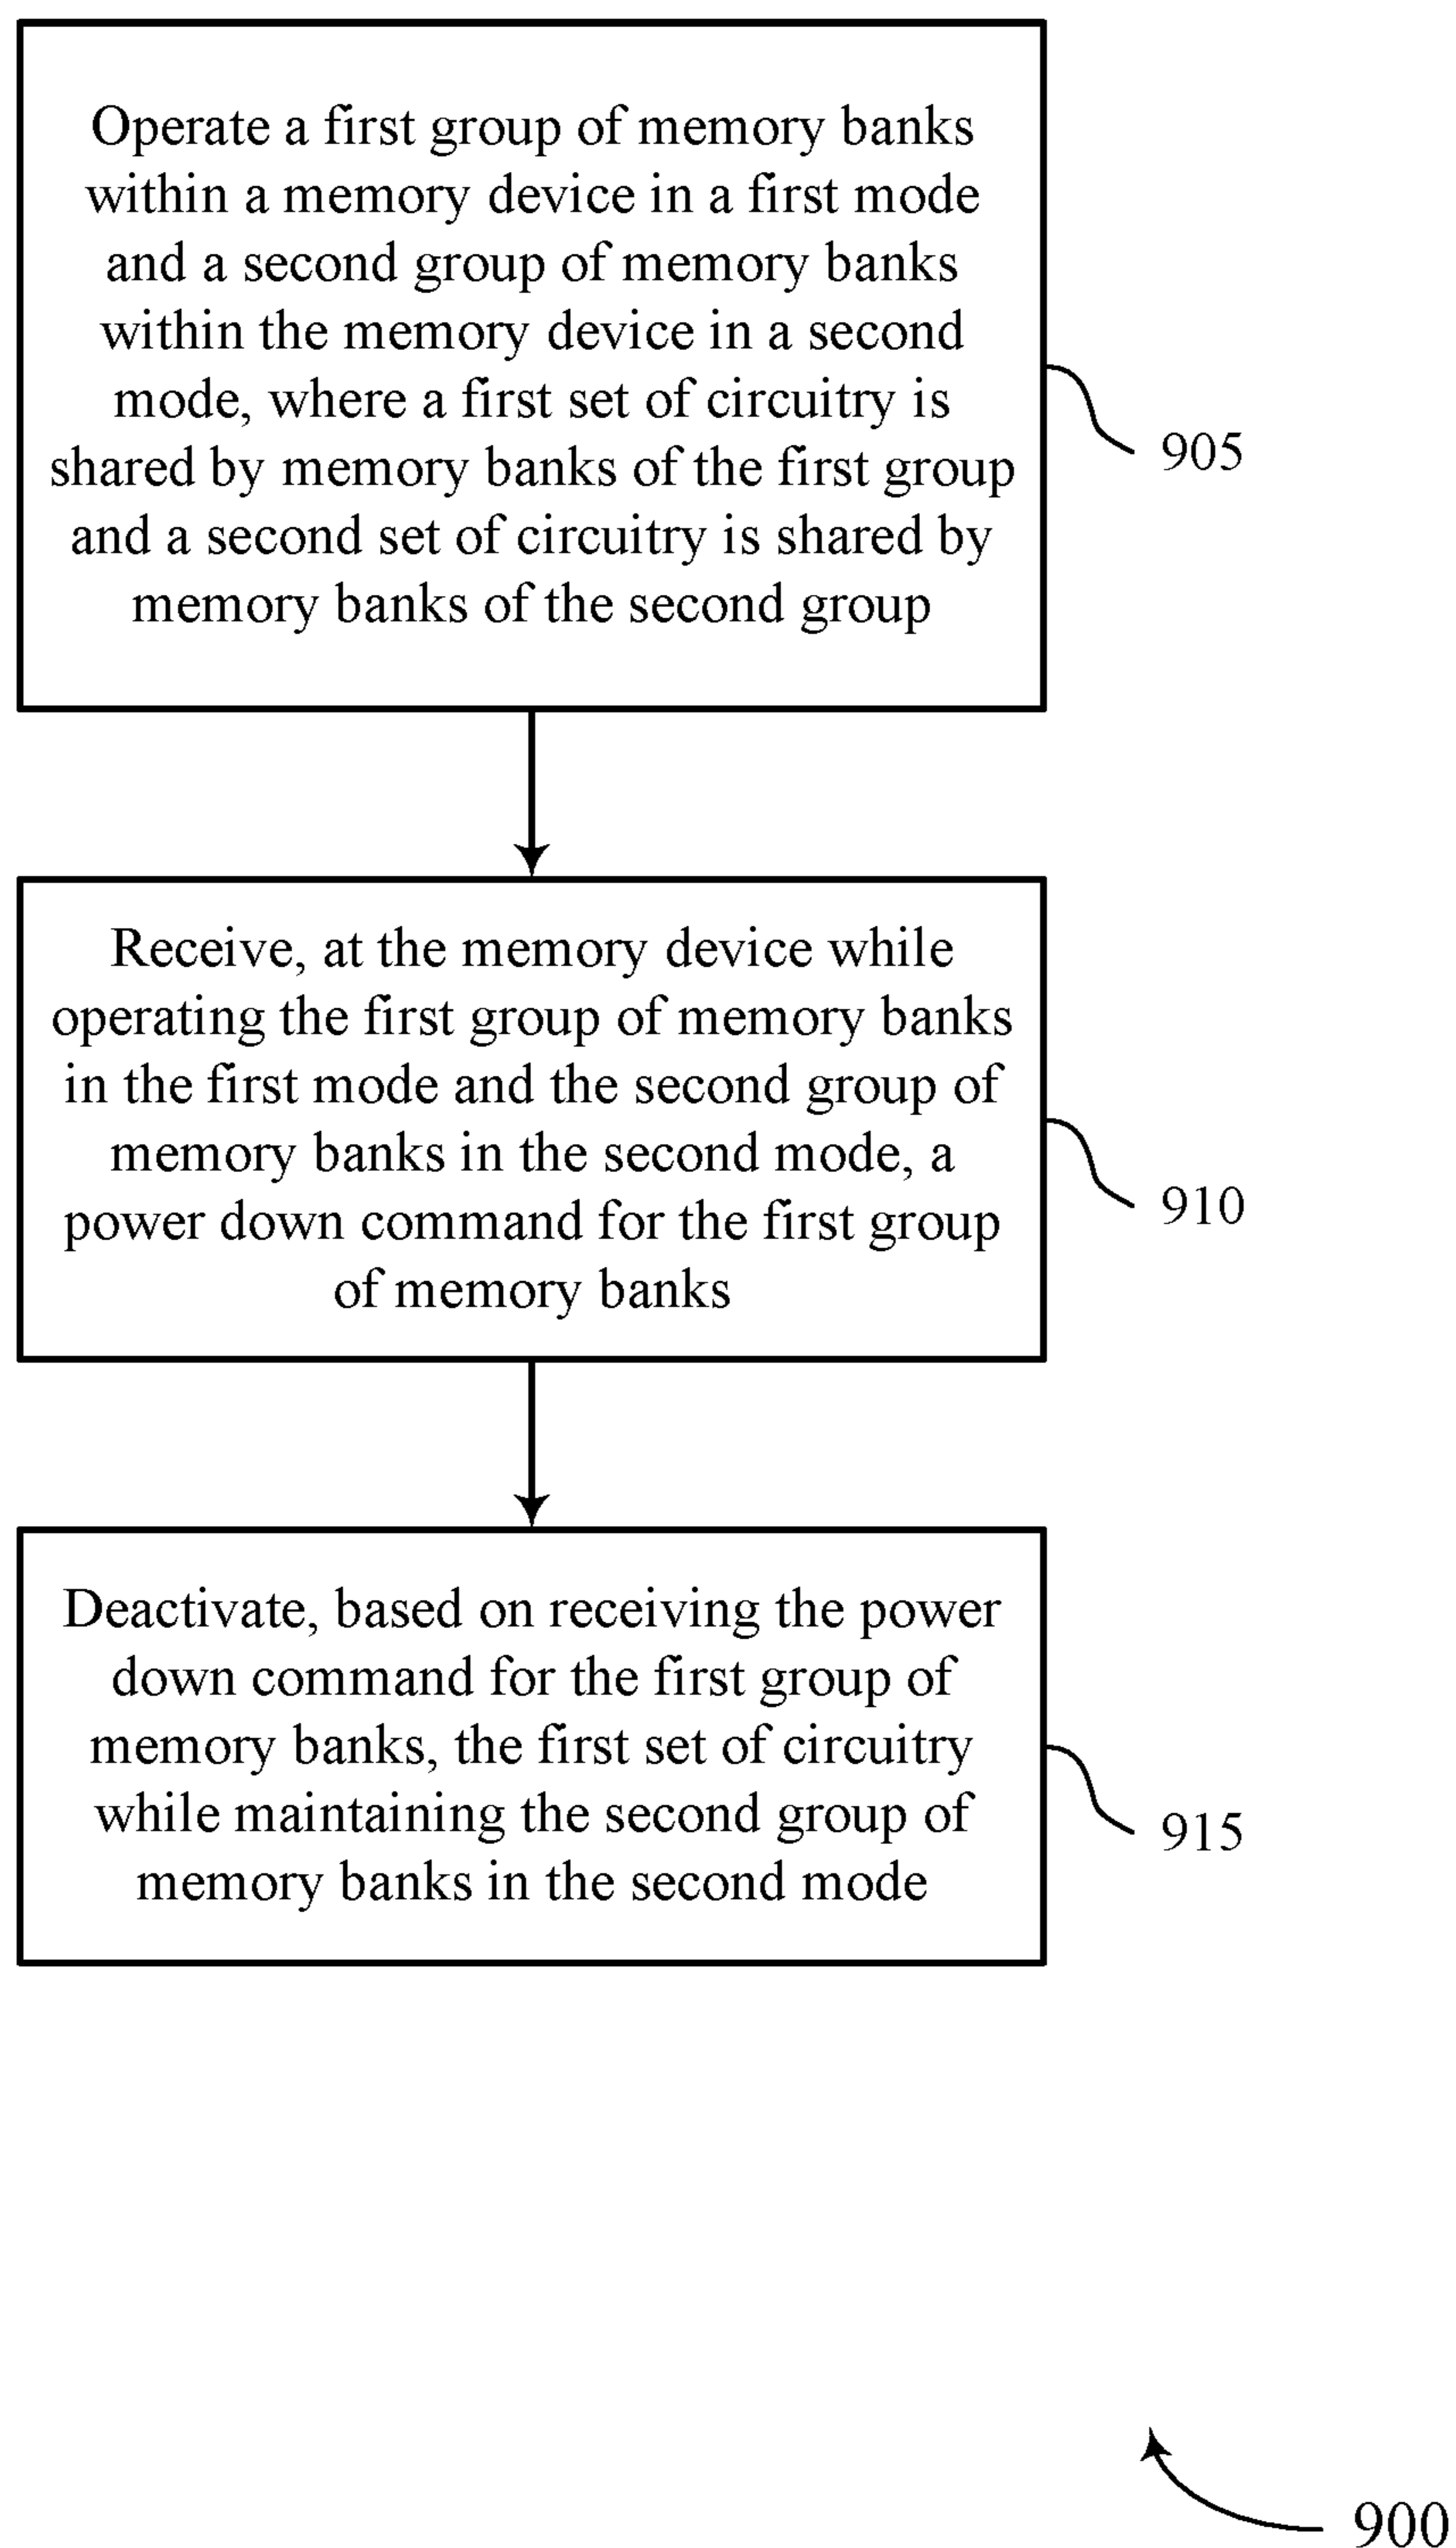 Operate a first group of memory banks
within a memory device in a first mode
and a second group of memory banks
within the memory device in a second
mode, where a first set of circuitry is
shared by memory banks of the first group
and a second set of circuitry is shared by
memory banks of the second group
905
Receive, at the memory device while
operating the first group of memory banks
in the first mode and the second group of
memory banks in the second mode, a
power down command for the first group
of memory banks
910
Deactivate, based on receiving the power
down command for the first group of
memory banks, the first set of circuitry
while maintaining the second group of
memory banks in the second mode
915
900